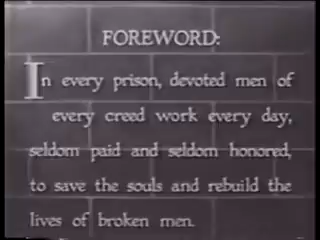 FOREWORD:
In every prison, devoted men of
every creed work every day,
seldom paid and seldom honored,
to save the souls and rebuild the
lives of broken men.